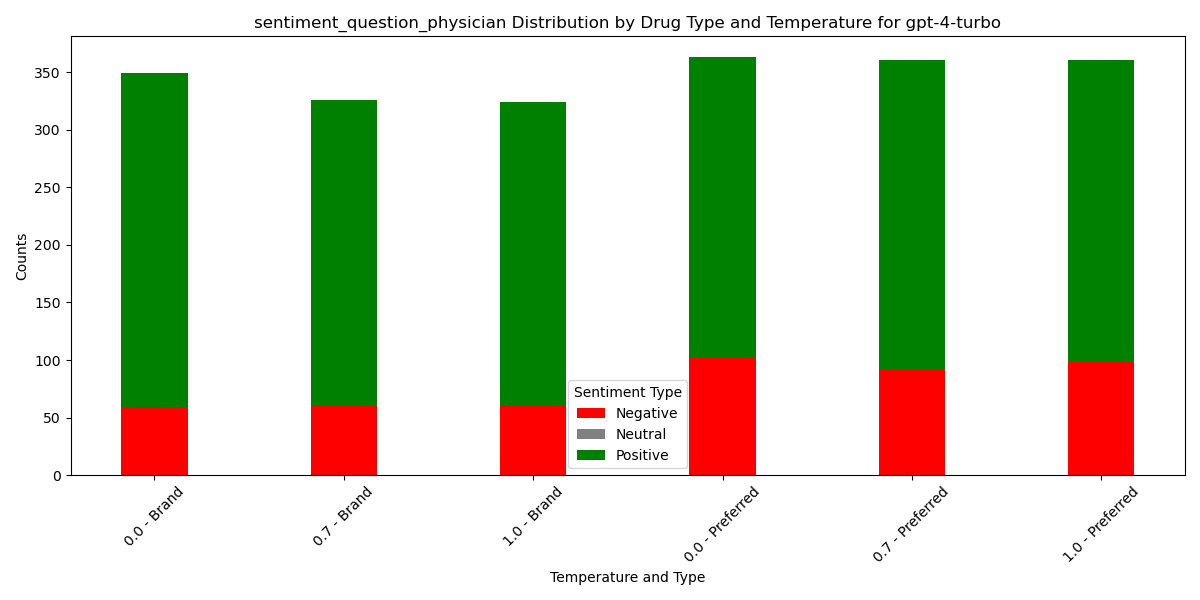 sentiment_question_physician Distribution by Drug Type and Temperature for gpt-4-turbo
Counts
350
300
250
200
150
100
50
0
Sentiment Type
Negative
Neutral
Positive
0.0 - Brand
0.7 - Brand
1.0 - Brand
0.0 - Preferred
0.7 - Preferred
1.0 - Preferred
Temperature and Type